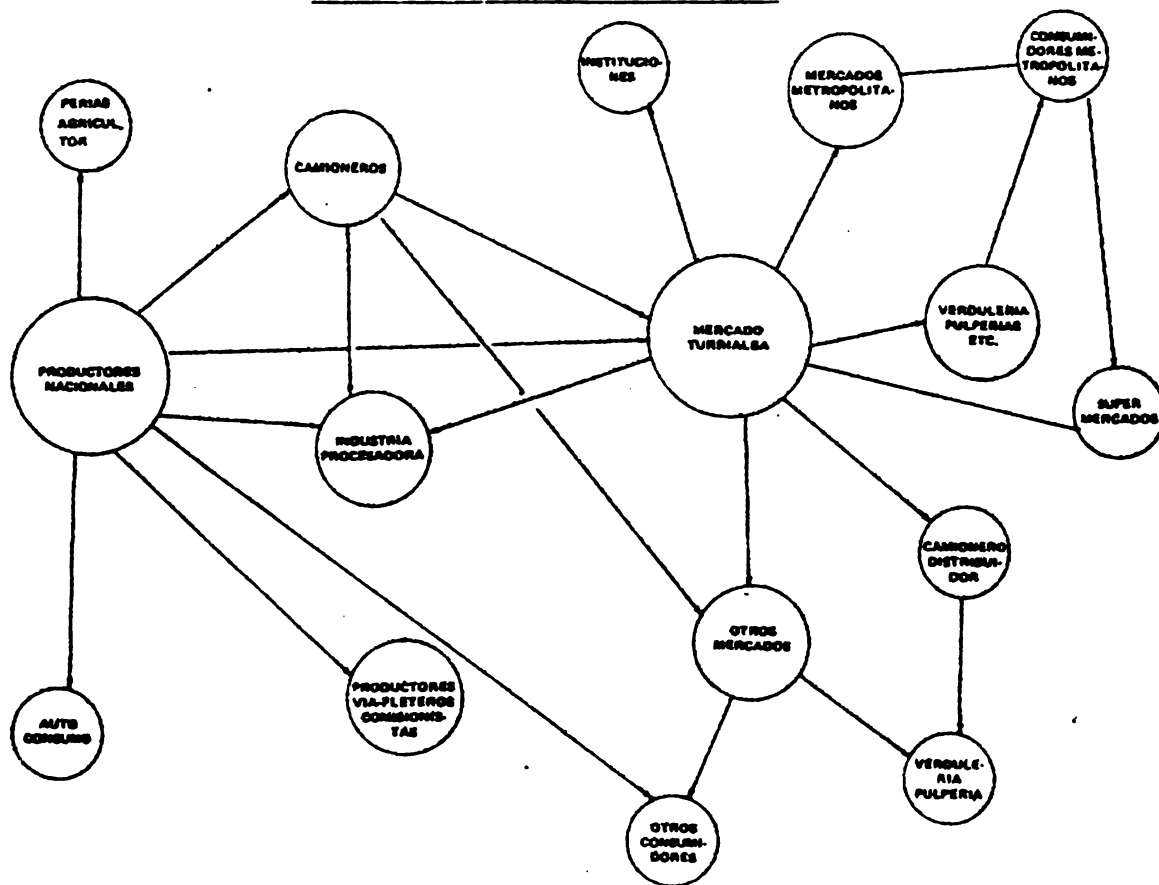 INSTITUCIO-
NES
MERCADOS
METROPOLITA-
NOS
CONSUMI-
DORES ME-
TROPOLITA-
NOS
FERIAS
AGRICUL-
TOR
CAMIONEROS
MERCADO
TURRIALBA
VERDULERIA
PULPERIAS
ETC.
PRODUCTORES
NACIONALES
SUPER
MERCADOS
INDUSTRIA
PROCESADORA
CAMIONERO
DISTRIBUI-
DOR
OTROS
MERCADOS
PRODUCTORES
VIA-FLETEROS
COMISIONIS-
TAS
AUTO
CONSUMO
VERDULE-
RIA
PULPERIA
OTROS
CONSUMI-
DORES